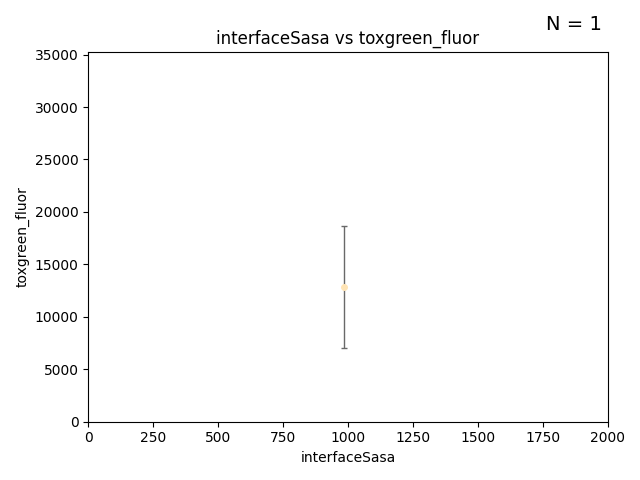 N = 1
interfaceSasa vs toxgreen_fluor
35000
30000
25000
20000
15000
10000
5000
0
toxgreen_fluor
0 250 500 750 1000 1250 1500 1750 2000
interfaceSasa